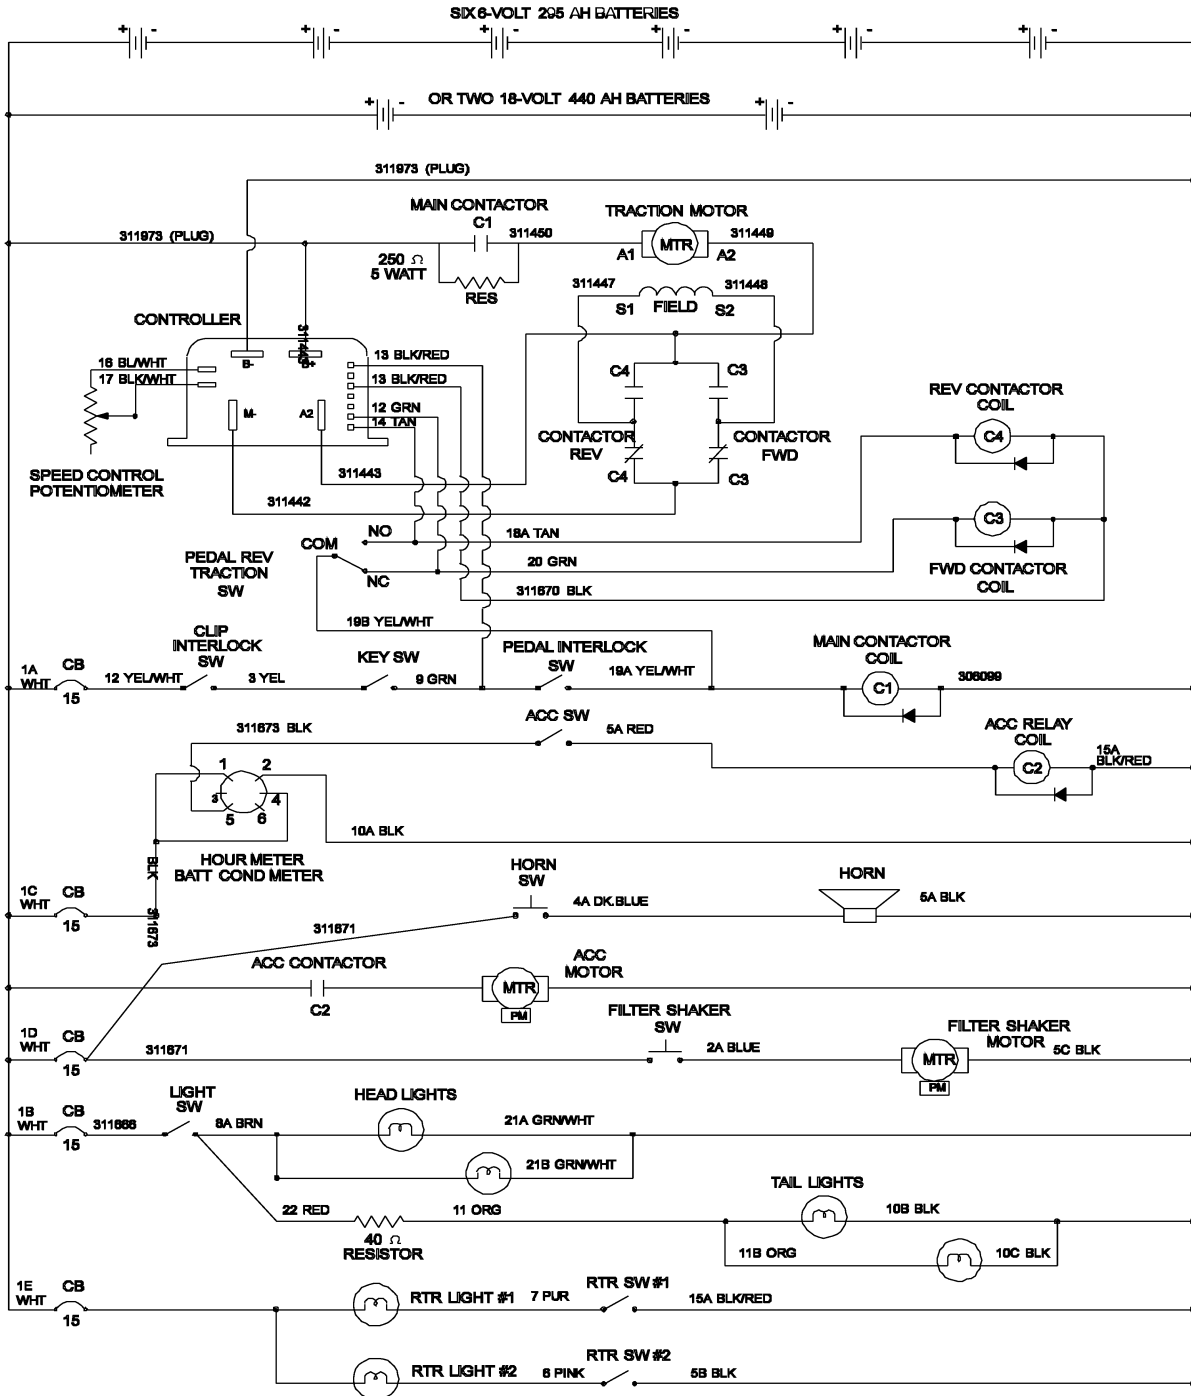 SIX 6-VOLT 295 AH BATTERIES
+ - + - + - + - + - + -
OR TWO 18-VOLT 440 AH BATTERIES
+ - + -
311973 (PLUG)
MAIN CONTACTOR
C1
TRACTION MOTOR
311973 (PLUG)
311450
MTR
311449
A1
A2
250 Ω
5 WATT
RES
311447
311448
S1
FIELD
S2
CONTROLLER
311445
B-
B+
16 BL/WHT
17 BLK/WHT
13 BLK/RED
13 BLK/RED
12 GRN
14 TAN
M-
A2
C4
C3
REV CONTACTOR
COIL
C4
CONTACTOR
REV
CONTACTOR
FWD
C4
C3
SPEED CONTROL
POTENTIOMETER
311443
311442
NO
18A TAN
COM
C3
PEDAL REV
TRACTION
SW
NC
20 GRN
FWD CONTACTOR
COIL
311670 BLK
19B YEL/WHT
CLIP
INTERLOCK
SW
KEY SW
PEDAL INTERLOCK
SW
MAIN CONTACTOR
COIL
1A
WHT
CB
15
12 YEL/WHT
3 YEL
9 GRN
19A YEL/WHT
C1
306099
311673 BLK
ACC SW
5A RED
ACC RELAY
COIL
C2
15A
BLK/RED
1
2
3
4
5
6
10A BLK
HOUR METER
BATT COND METER
BLK
311673
1C
WHT
CB
15
HORN
SW
4A DK.BLUE
HORN
5A BLK
311671
ACC CONTACTOR
C2
ACC
MOTOR
MTR
PM
1D
WHT
CB
15
311671
FILTER SHAKER
SW
2A BLUE
FILTER SHAKER
MOTOR
MTR
PM
5C BLK
1B
WHT
CB
15
311666
LIGHT
SW
8A BRN
HEAD LIGHTS
21A GRN/WHT
21B GRN/WHT
TAIL LIGHTS
22 RED
40 Ω
RESISTOR
11 ORG
10B BLK
11B ORG
10C BLK
1E
WHT
CB
15
RTR LIGHT #1
7 PUR
RTR SW #1
15A BLK/RED
RTR LIGHT #2
6 PINK
RTR SW #2
5B BLK